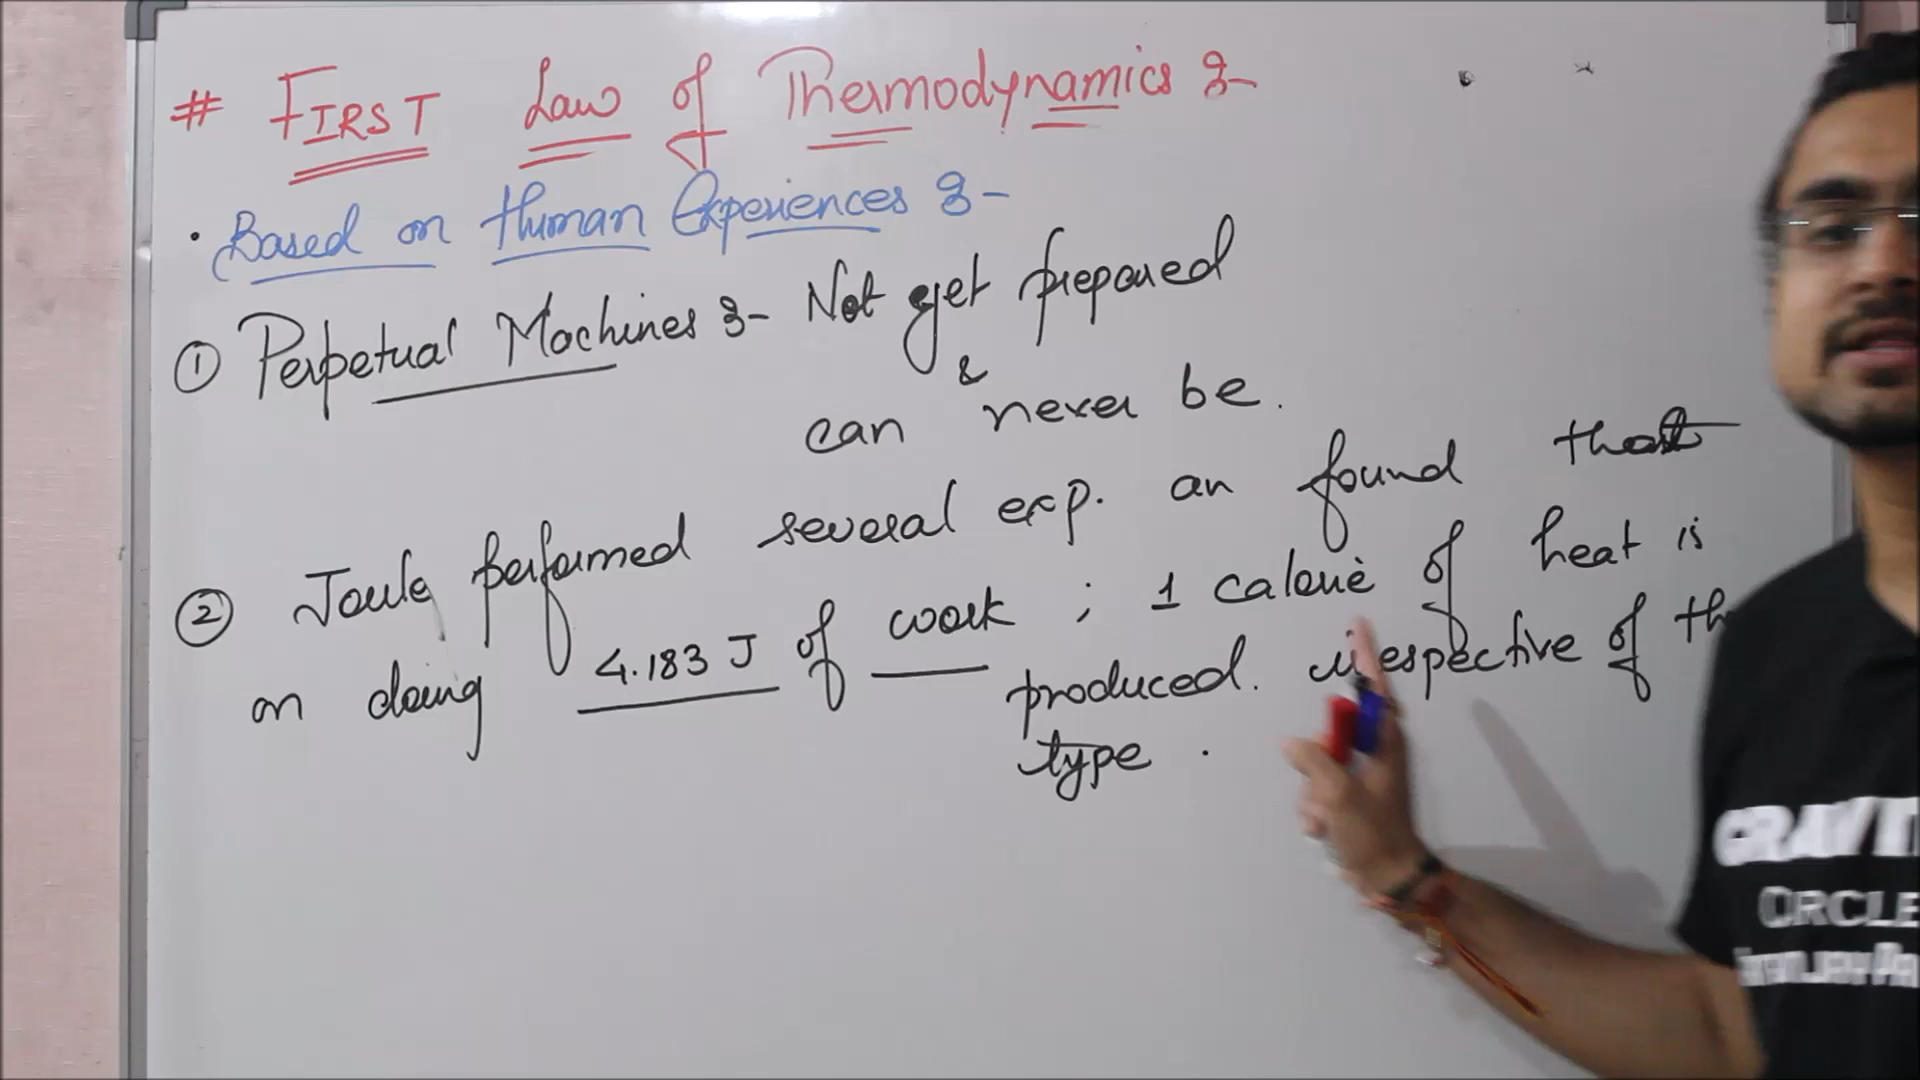 # FIRST Law of Thermodynamics :-
· Based on Human Experiences :-
① Perpetual Machines :- Not yet prepared
&
can never be.
② Joule performed several exp. an found that
on doing 4.183 J of work ; 1 calorie of heat is
produced. irrespective of
type .
CIRCLE